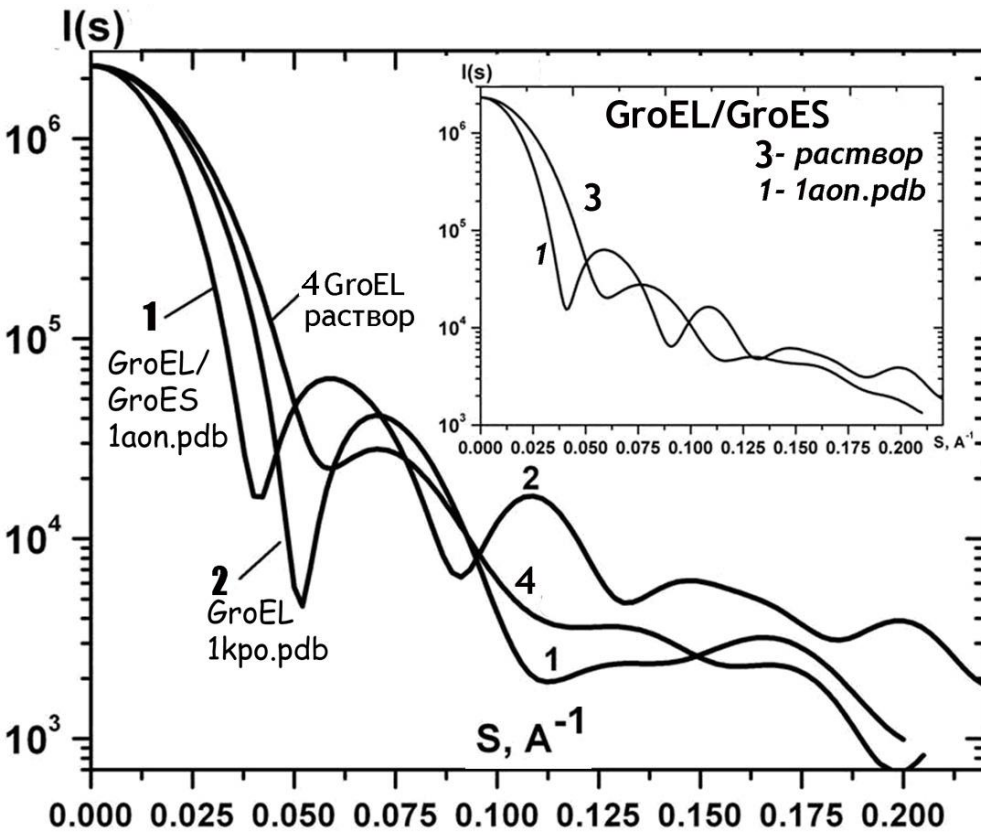 I(s)
10⁶
10⁵
10⁴
10³
1
GroEL/
GroES
1aon.pdb
4 GroEL
раствор
2
GroEL
1kpo.pdb
2
4
1
S, A⁻¹
0.000 0.025 0.050 0.075 0.100 0.125 0.150 0.175 0.200
I(s)
GroEL/GroES
3- раствор
1- 1aon.pdb
10⁶
10⁵
10⁴
10³
3
1
0.000 0.025 0.050 0.075 0.100 0.125 0.150 0.175 0.200
S, A⁻¹